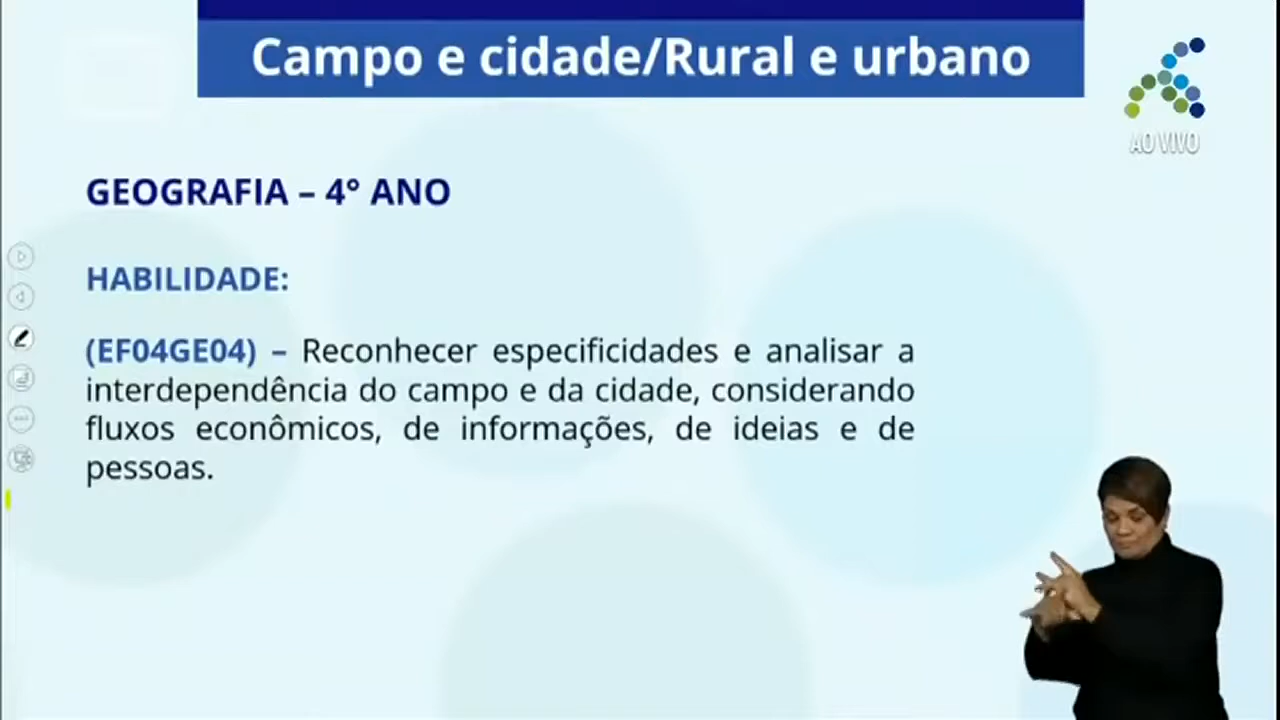 Campo e cidade/Rural e urbano
AO VIVO
GEOGRAFIA – 4° ANO
HABILIDADE:
(EF04GE04) – Reconhecer especificidades e analisar a
interdependência do campo e da cidade, considerando
fluxos econômicos, de informações, de ideias e de
pessoas.